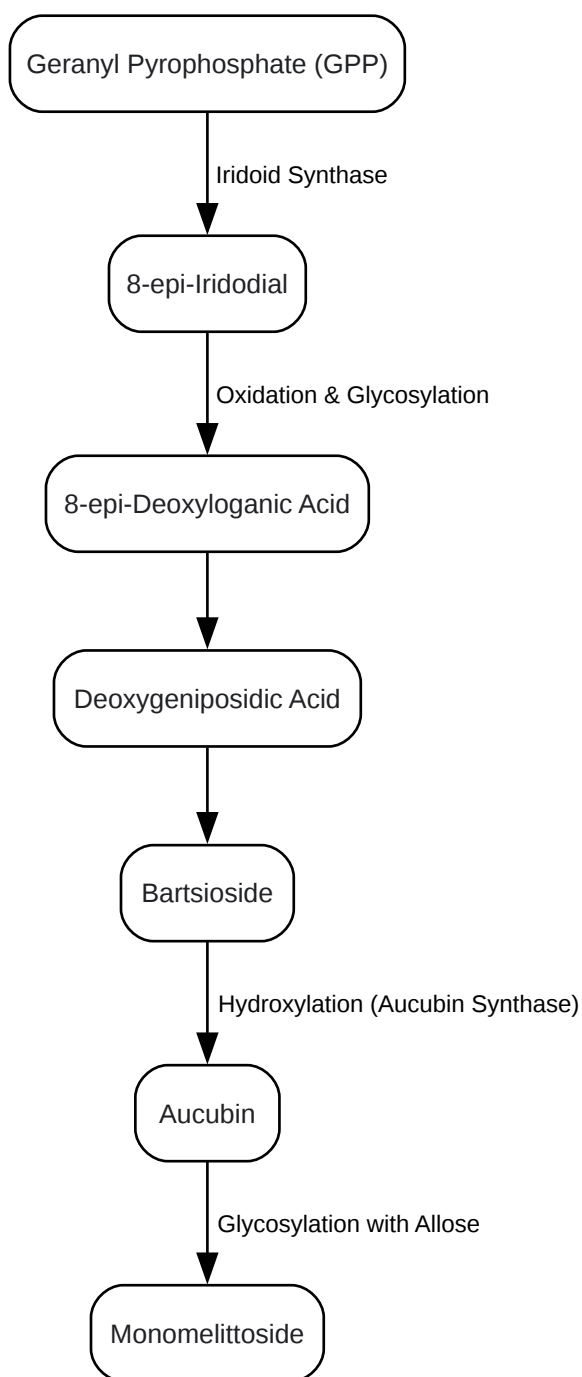 Geranyl Pyrophosphate (GPP)
Iridoid Synthase
8-epi-Iridodial
Oxidation & Glycosylation
8-epi-Deoxyloganic Acid
Deoxygeniposidic Acid
Bartsioside
Hydroxylation (Aucubin Synthase)
Aucubin
Glycosylation with Allose
Monomelittoside